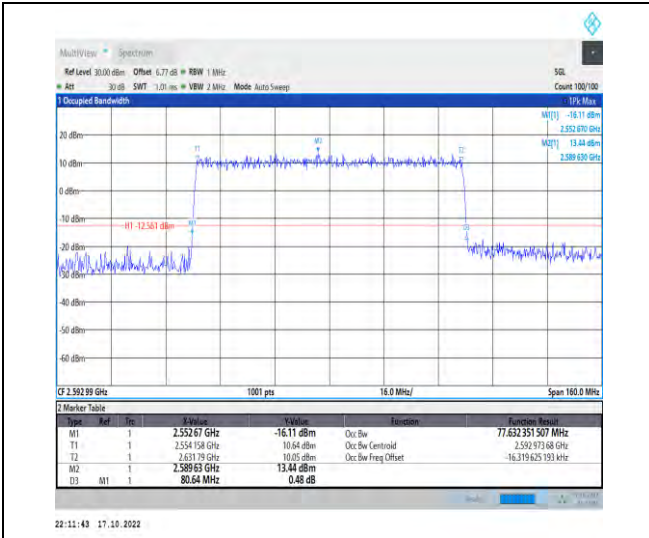 MultiView Spectrum
Ref Level 30.00 dBm Offset 6.77 dB RBW 1 MHz SGL
Att 30 dB SWT 1.01 ms VBW 2 MHz Mode Auto Sweep Count 100/100
1 Occupied Bandwidth 1Pk Max
M1[1] -16.11 dBm
2.552 670 GHz
M2[1] 13.44 dBm
2.589 630 GHz
20 dBm
T1 M2 T2
10 dBm
0 dBm
-10 dBm
H1 -12.561 dBm M1 D3
-20 dBm
-30 dBm
-40 dBm
-50 dBm
-60 dBm
CF 2.592 99 GHz 1001 pts 16.0 MHz/ Span 160.0 MHz
2 Marker Table
Type Ref Trc X-Value Y-Value Function Function Result
M1 1 2.552 67 GHz -16.11 dBm Occ Bw 77.632 351 507 MHz
T1 1 2.554 158 GHz 10.64 dBm Occ Bw Centroid 2.592 973 68 GHz
T2 1 2.631 79 GHz 10.05 dBm Occ Bw Freq Offset -16.319 625 193 kHz
M2 1 2.589 63 GHz 13.44 dBm
D3 M1 1 80.64 MHz 0.48 dB
22:11:43 17.10.2022